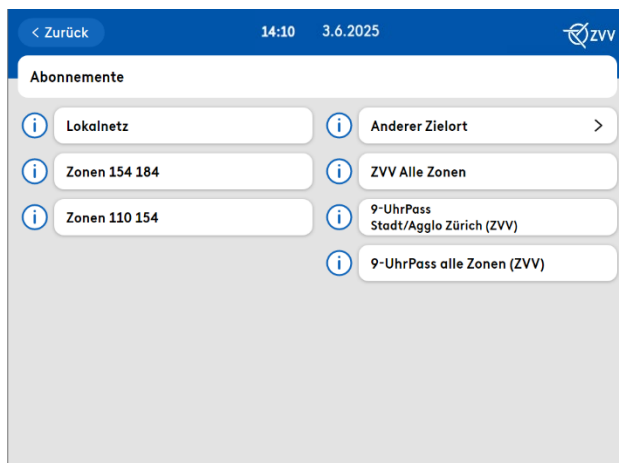 < Zurück
14:10 3.6.2025
ZVV
Abonnemente
Lokalnetz
Zonen 154 184
Zonen 110 154
Anderer Zielort >
ZVV Alle Zonen
9-UhrPass
Stadt/Agglo Zürich (ZVV)
9-UhrPass alle Zonen (ZVV)